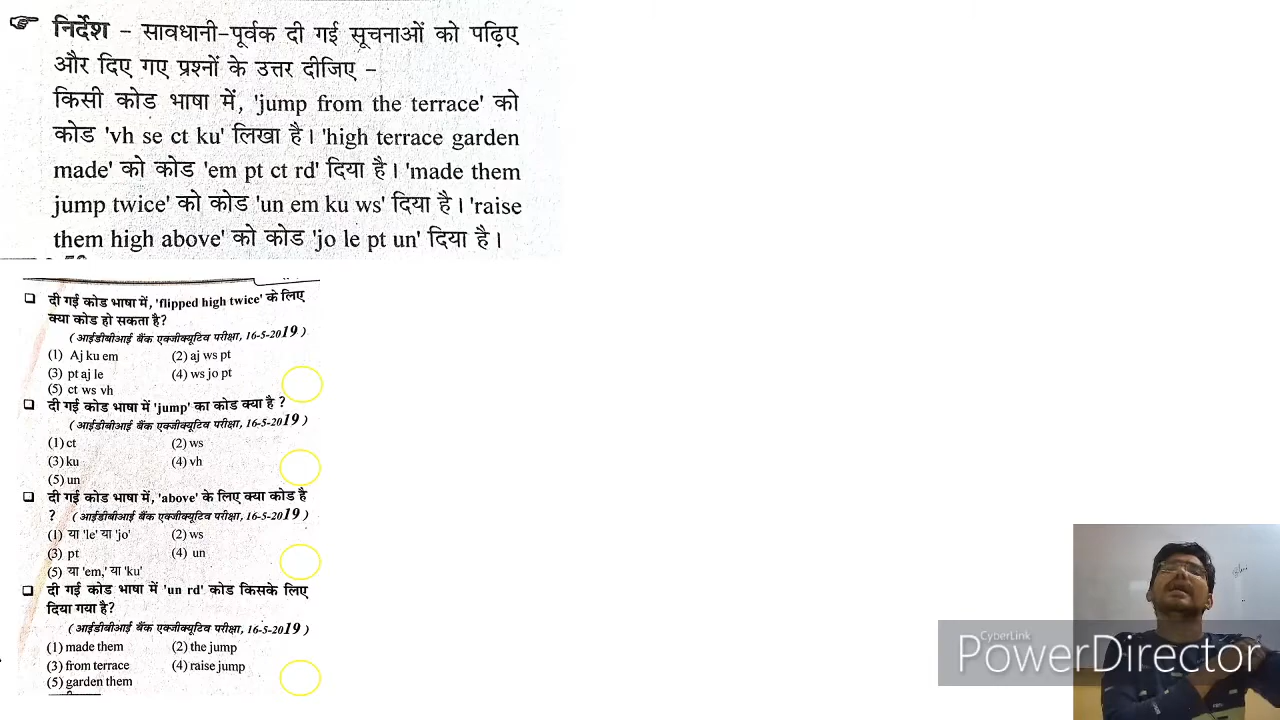 निर्देश – सावधानी-पूर्वक दी गई सूचनाओं को पढ़िए
और दिए गए प्रश्नों के उत्तर दीजिए –
किसी कोड भाषा में, 'jump from the terrace' को
कोड 'vh se ct ku' लिखा है। 'high terrace garden
made' को कोड 'em pt ct rd' दिया है। 'made them
jump twice' को कोड 'un em ku ws' दिया है। 'raise
them high above' को कोड 'jo le pt un' दिया है।
❑ दी गई कोड भाषा में, 'flipped high twice' के लिए
क्या कोड हो सकता है?
( आईडीबीआई बैंक एक्जीक्यूटिव परीक्षा, 16-5-2019 )
(1) Aj ku em (2) aj ws pt
(3) pt aj le (4) ws jo pt
(5) ct ws vh
❑ दी गई कोड भाषा में 'jump' का कोड क्या है ?
( आईडीबीआई बैंक एक्जीक्यूटिव परीक्षा, 16-5-2019 )
(1) ct (2) ws
(3) ku (4) vh
(5) un
❑ दी गई कोड भाषा में, 'above' के लिए क्या कोड है
? ( आईडीबीआई बैंक एक्जीक्यूटिव परीक्षा, 16-5-2019 )
(1) या 'le' या 'jo' (2) ws
(3) pt (4) un
(5) या 'em,' या 'ku'
❑ दी गई कोड भाषा में 'un rd' कोड किसके लिए
दिया गया है?
( आईडीबीआई बैंक एक्जीक्यूटिव परीक्षा, 16-5-2019 )
(1) made them (2) the jump
(3) from terrace (4) raise jump
(5) garden them
CyberLink
PowerDirector